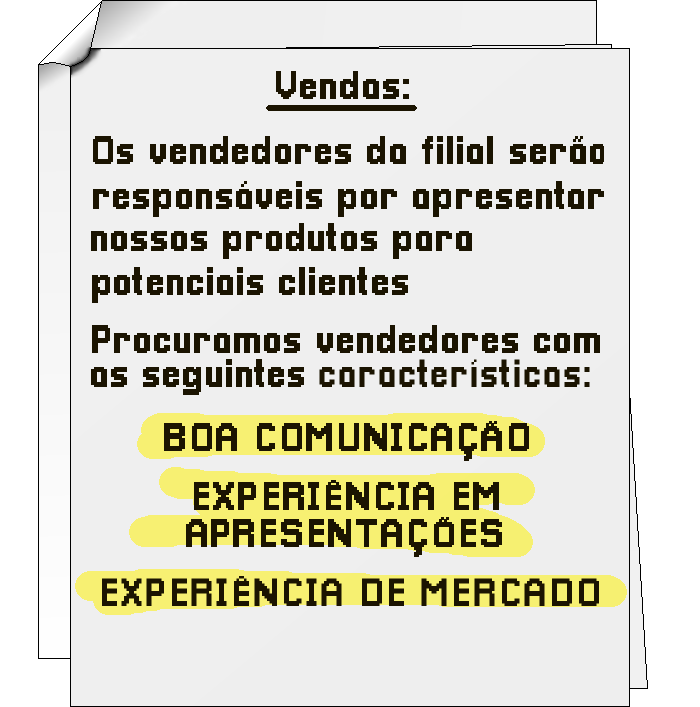 Vendas:
Os vendedores da filial serão
responsáveis por apresentar
nossos produtos para
potenciais clientes
Procuramos vendedores com
as seguintes características:
BOA COMUNICAÇÃO
EXPERIÊNCIA EM
APRESENTAÇÕES
EXPERIÊNCIA DE MERCADO